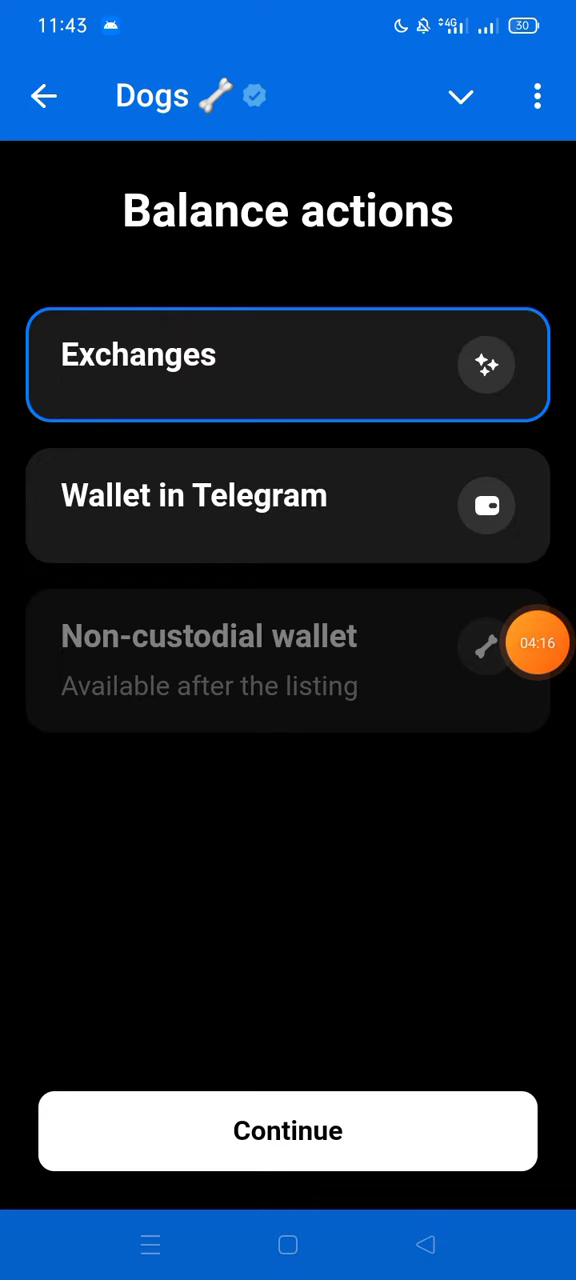 11:43
4G
30
Dogs 🦴
Balance actions
Exchanges
Wallet in Telegram
Non-custodial wallet
Available after the listing
04:16
Continue